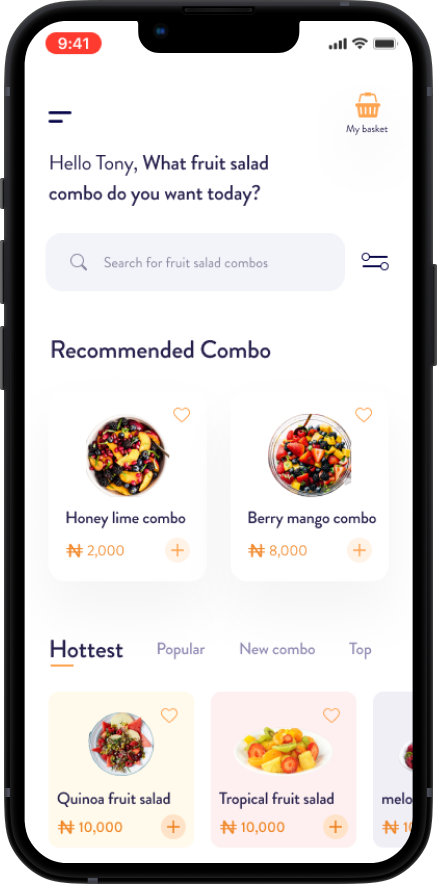 9:41
My basket
Hello Tony, What fruit salad
combo do you want today?
Search for fruit salad combos
Recommended Combo
Honey lime combo
Berry mango combo
₦ 2,000
₦ 8,000
Hottest
Popular
New combo
Top
Quinoa fruit salad
Tropical fruit salad
melo
₦ 10,000
₦ 10,000
₦ 10